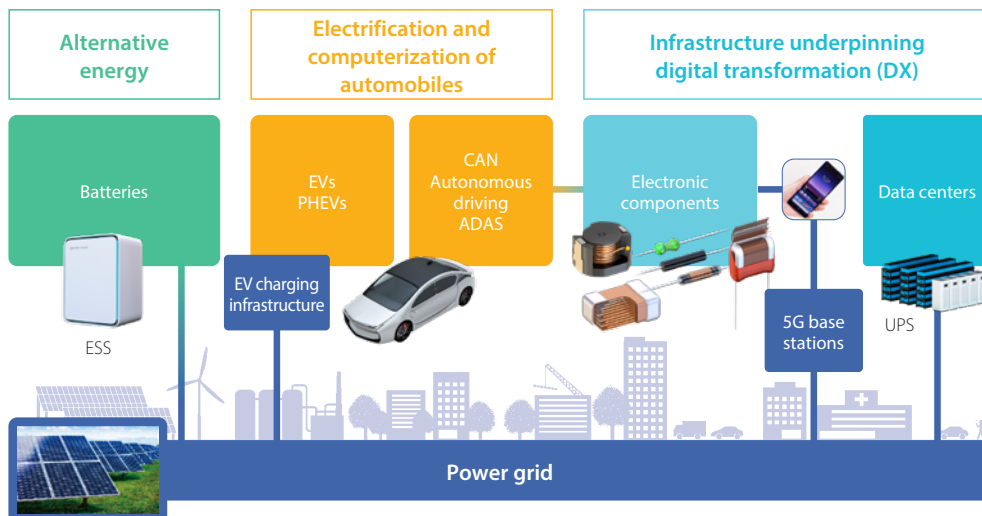 Alternative
energy
Electrification and
computerization of
automobiles
Infrastructure underpinning
digital transformation (DX)
Batteries
EVs
PHEVs
CAN
Autonomous
driving
ADAS
Electronic
components
Data centers
EV charging
infrastructure
ESS
5G base
stations
UPS
Power grid